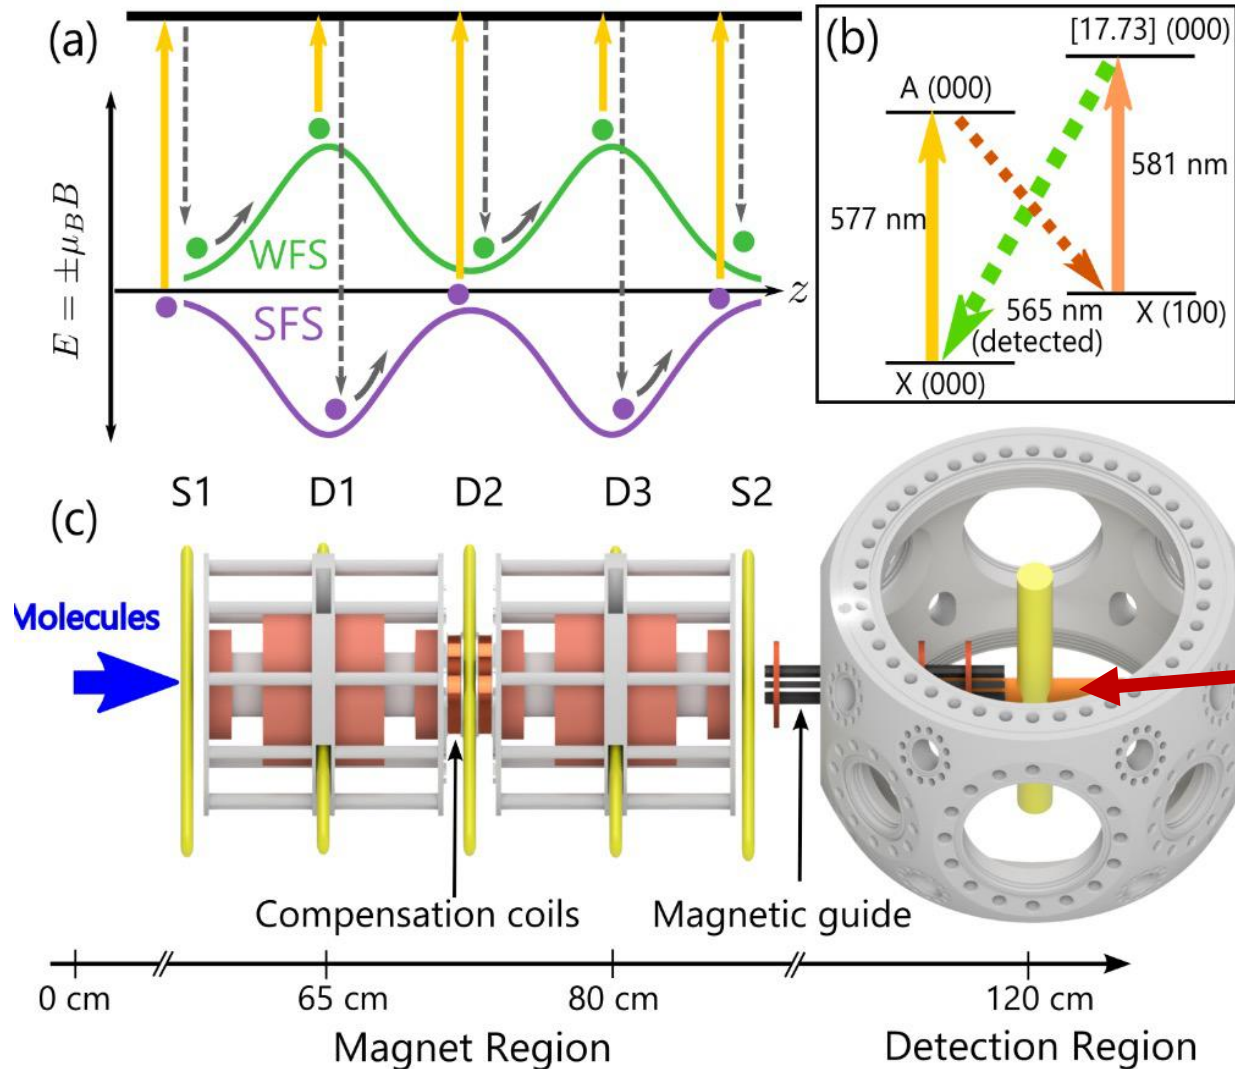 (a)
E = ±μ_B B
WFS
SFS
z
(b)
[17.73] (000)
A (000)
577 nm
581 nm
565 nm
(detected)
X (100)
X (000)
(c)
S1 D1 D2 D3 S2
Molecules
Compensation coils
Magnetic guide
0 cm 65 cm 80 cm 120 cm
Magnet Region
Detection Region